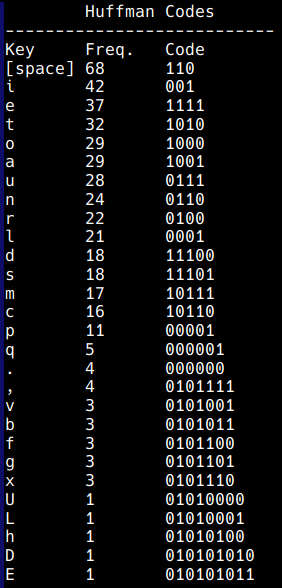 Huffman Codes
---------------------------
Key Freq. Code
[space] 68 110
i 42 001
e 37 1111
t 32 1010
o 29 1000
a 29 1001
u 28 0111
n 24 0110
r 22 0100
l 21 0001
d 18 11100
s 18 11101
m 17 10111
c 16 10110
p 11 00001
q 5 000001
. 4 000000
, 4 0101111
v 3 0101001
b 3 0101011
f 3 0101100
g 3 0101101
x 3 0101110
U 1 01010000
L 1 01010001
h 1 01010100
D 1 010101010
E 1 010101011